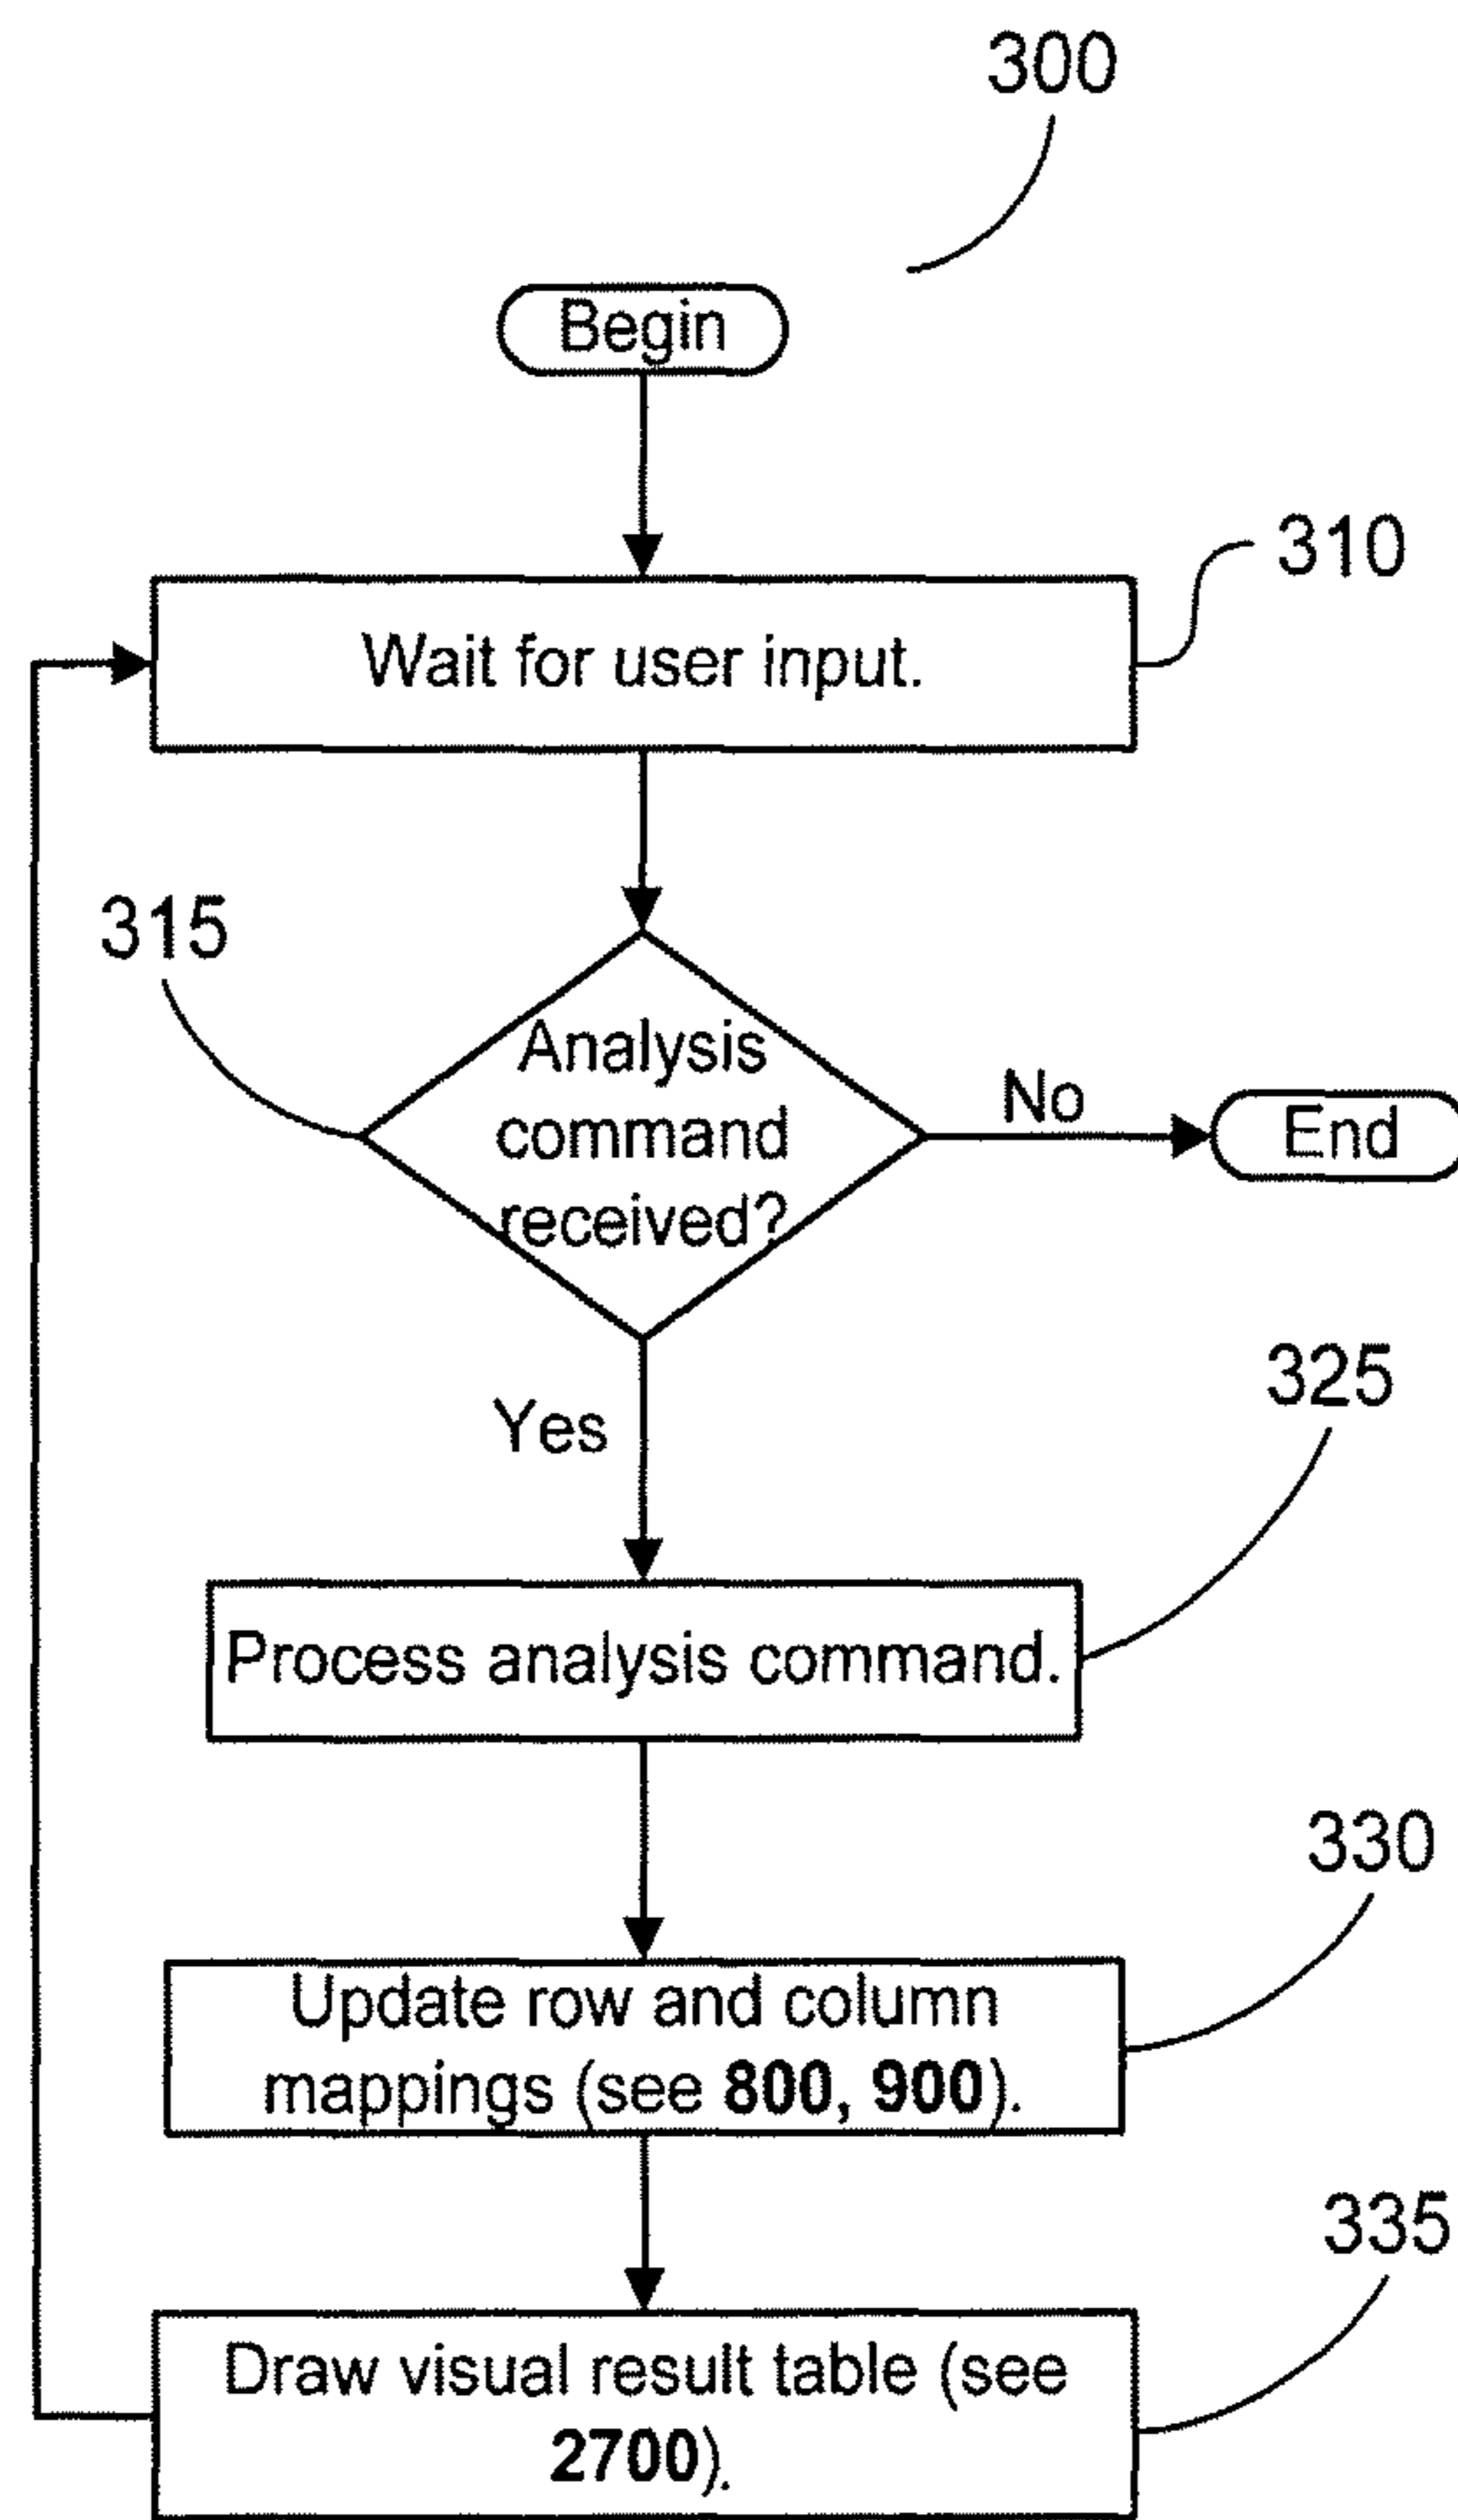 300
Begin
310
Wait for user input.
315
Analysis
command
received?
No
End
Yes
325
Process analysis command.
330
Update row and column
mappings (see 800, 900).
335
Draw visual result table (see
2700).